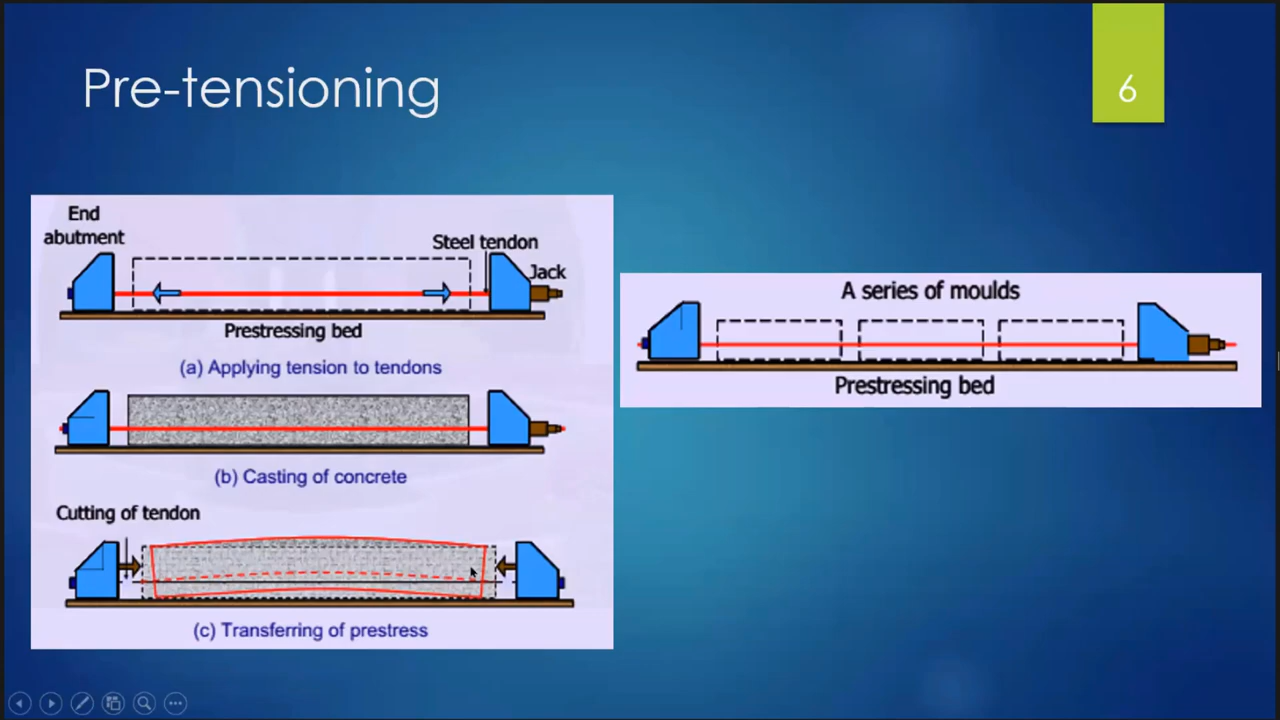 Pre-tensioning
6
End
abutment
Steel tendon
Jack
Prestressing bed
(a) Applying tension to tendons
(b) Casting of concrete
Cutting of tendon
(c) Transferring of prestress
A series of moulds
Prestressing bed